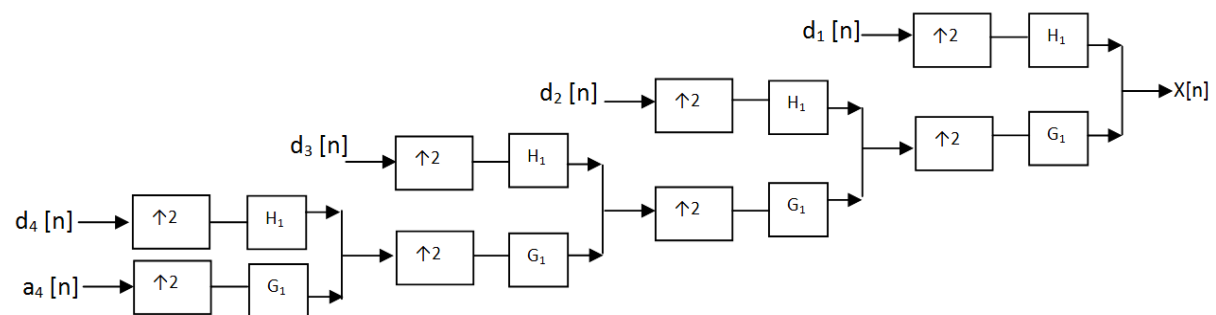 d₁ [n] ↑2 H₁
X[n]
d₂ [n] ↑2 H₁
↑2 G₁
d₃ [n] ↑2 H₁
↑2 G₁
d₄ [n] ↑2 H₁
↑2 G₁
a₄ [n] ↑2 G₁